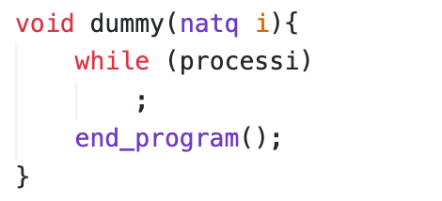 void dummy(natq i){
    while (processi)
        ;
    end_program();
}